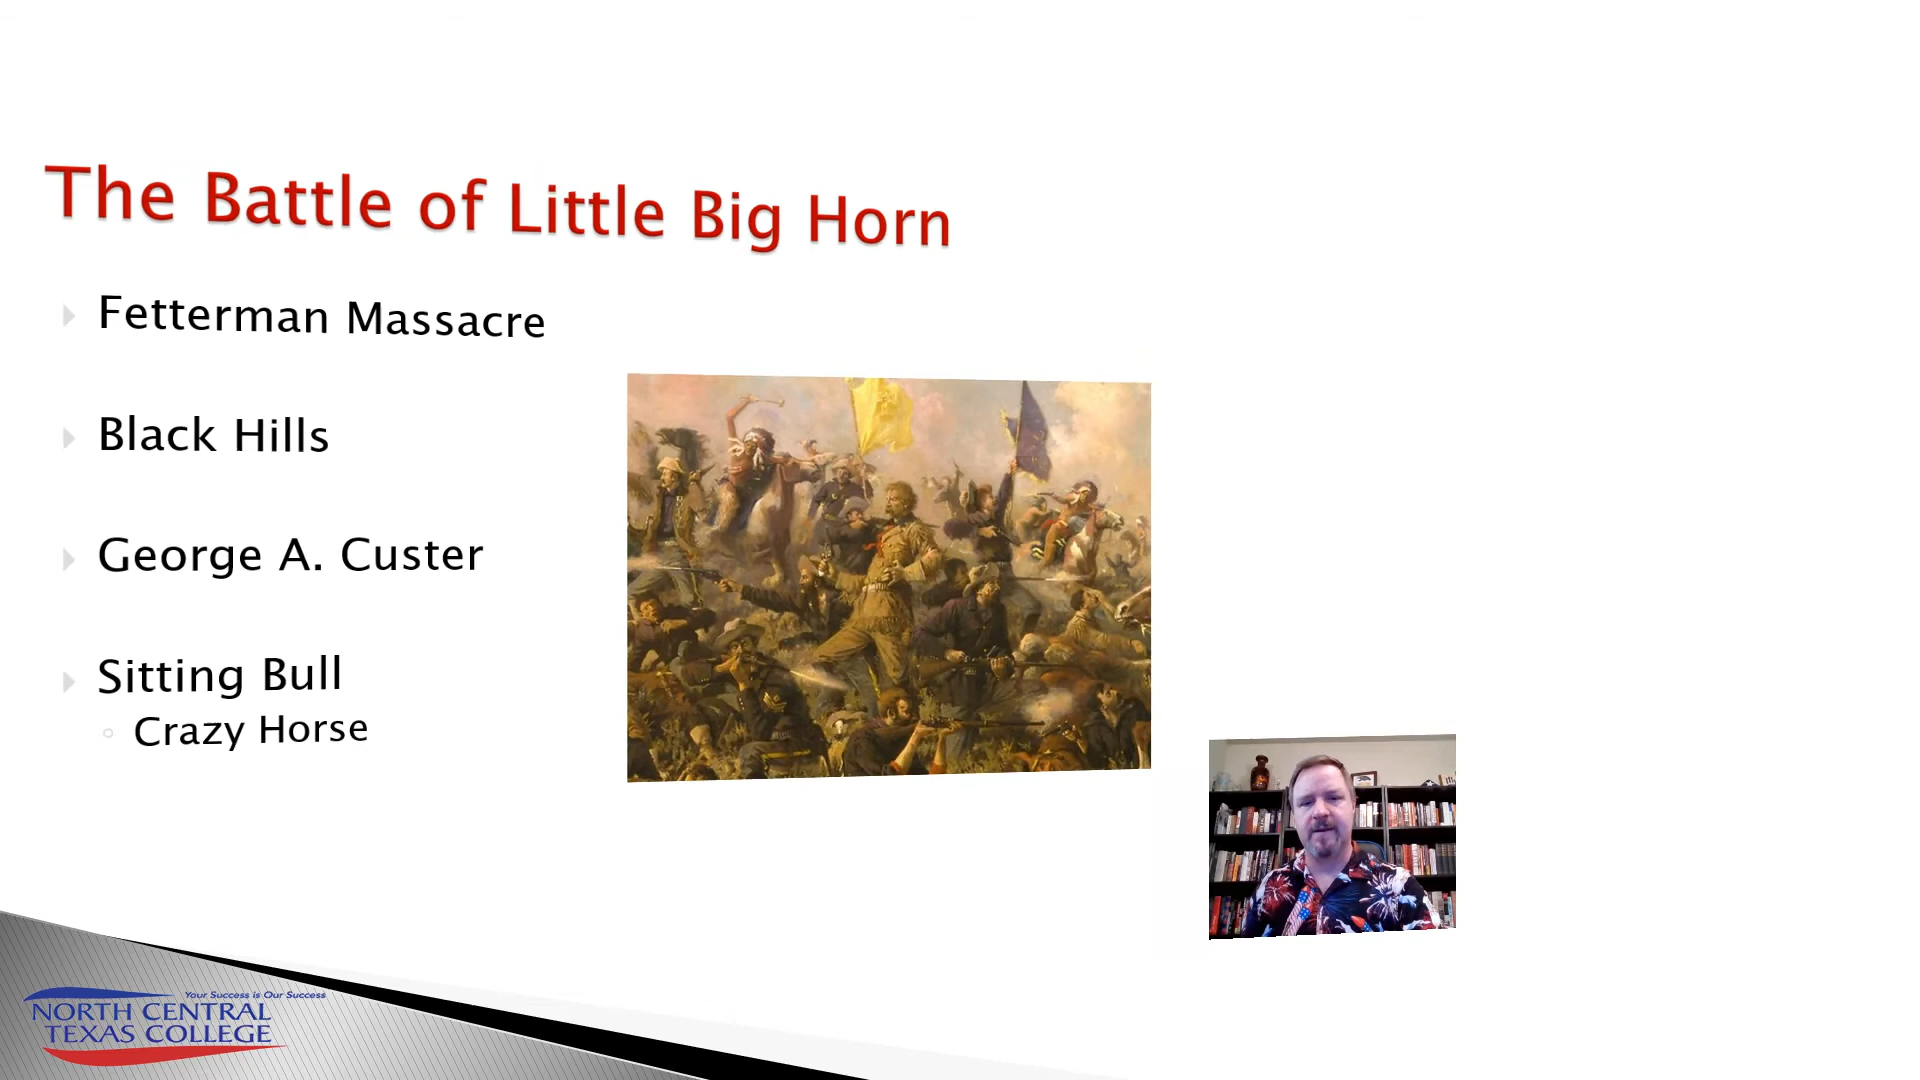 The Battle of Little Big Horn
Fetterman Massacre
Black Hills
George A. Custer
Sitting Bull
Crazy Horse
Your Success is Our Success
NORTH CENTRAL
TEXAS COLLEGE